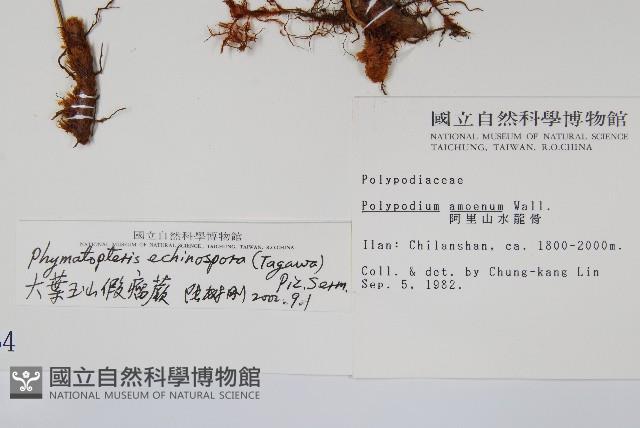 國立自然科學博物館
NATIONAL MUSEUM OF NATURAL SCIENCE
TAICHUNG, TAIWAN, R.O.CHINA
Polypodiaceae
Polypodium amoenum Wall.
阿里山水龍骨
Ilan: Chilanshan, ca. 1800-2000m.
Coll. & det. by Chung-kang Lin
Sep. 5, 1982.
國立自然科學博物館
NATIONAL MUSEUM OF NATURAL SCIENCE, TAICHUNG, TAIWAN, R.O.CHINA
Phymatopteris echinospora (Tagawa)
Pic. Serm.
大葉玉山假瘤蕨
2002.9.1
4
國立自然科學博物館
NATIONAL MUSEUM OF NATURAL SCIENCE